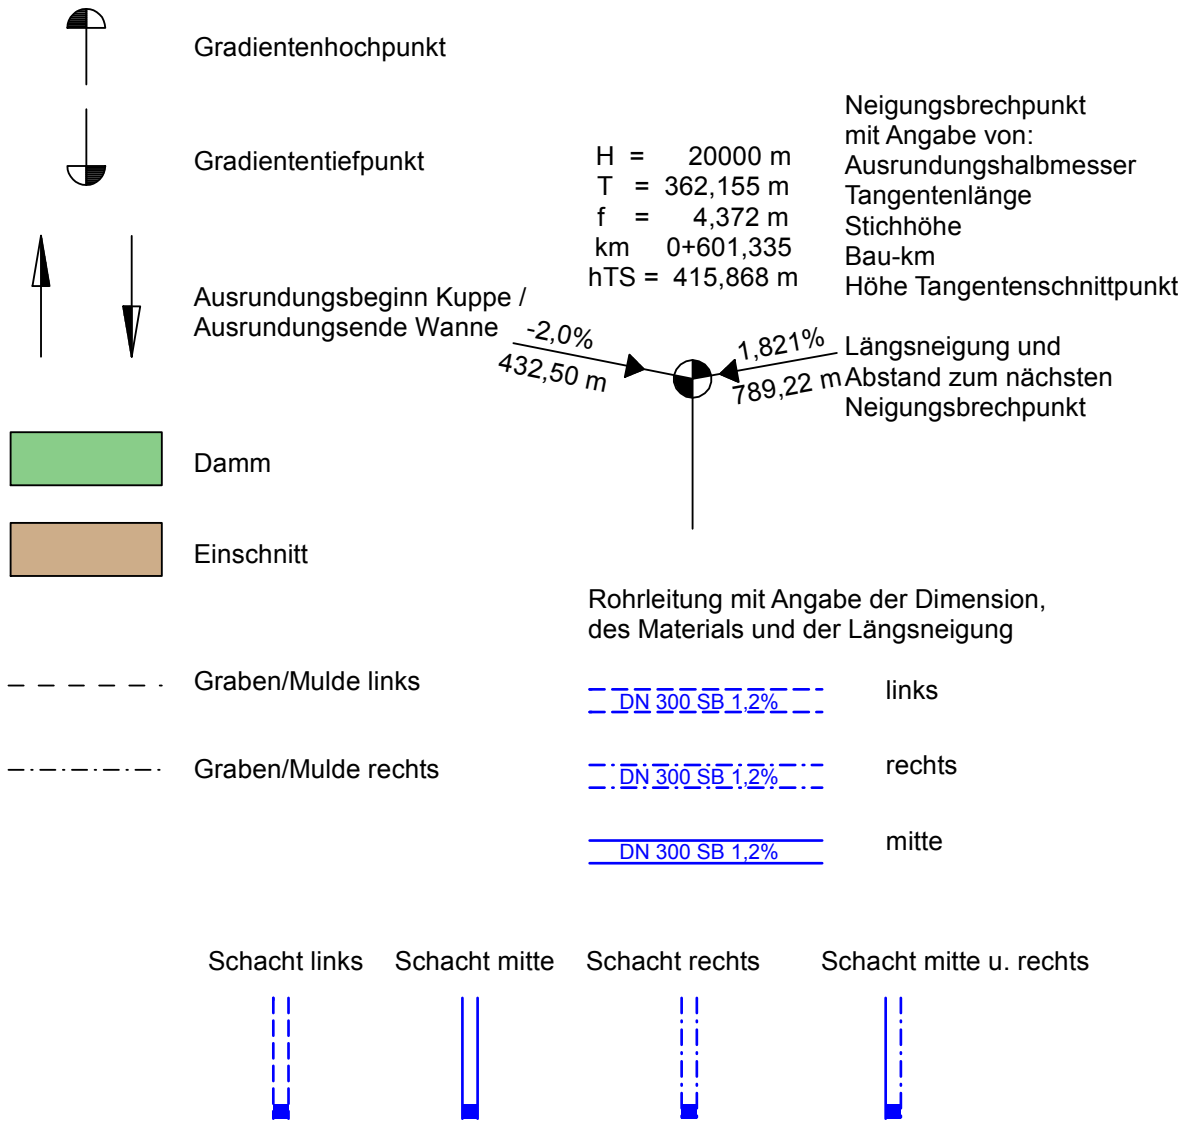 Gradientenhochpunkt
Gradiententiefpunkt
Ausrundungsbeginn Kuppe /
Ausrundungsende Wanne
H = 20000 m
T = 362,155 m
f = 4,372 m
km 0+601,335
hTS = 415,868 m
Neigungsbrechpunkt
mit Angabe von:
Ausrundungshalbmesser
Tangentenlänge
Stichhöhe
Bau-km
Höhe Tangentenschnittpunkt
-2,0%
432,50 m
1,821%
789,22 m
Längsneigung und
Abstand zum nächsten
Neigungsbrechpunkt
Damm
Einschnitt
Graben/Mulde links
Graben/Mulde rechts
Rohrleitung mit Angabe der Dimension,
des Materials und der Längsneigung
DN 300 SB 1,2% links
DN 300 SB 1,2% rechts
DN 300 SB 1,2% mitte
Schacht links Schacht mitte Schacht rechts Schacht mitte u. rechts